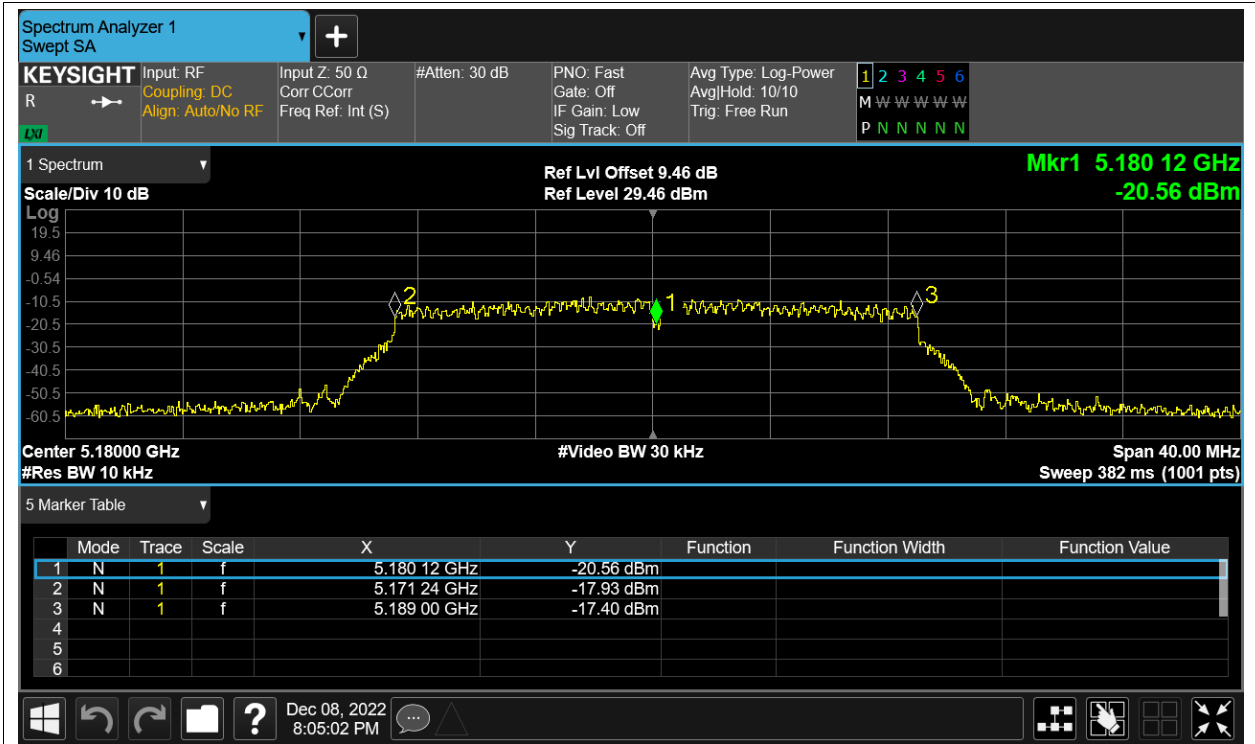 Spectrum Analyzer 1
Swept SA
KEYSIGHT Input: RF Input Z: 50 Ω #Atten: 30 dB PNO: Fast Avg Type: Log-Power 1 2 3 4 5 6
R Coupling: DC Corr CCorr Gate: Off Avg|Hold: 10/10 M W W W W W
Align: Auto/No RF Freq Ref: Int (S) IF Gain: Low Trig: Free Run
LXI Sig Track: Off P N N N N N
1 Spectrum Ref Lvl Offset 9.46 dB Mkr1 5.180 12 GHz
Scale/Div 10 dB Ref Level 29.46 dBm -20.56 dBm
Log
19.5
9.46
-0.54
-10.5 2 1 3
-20.5
-30.5
-40.5
-50.5
-60.5
Center 5.18000 GHz #Video BW 30 kHz Span 40.00 MHz
#Res BW 10 kHz Sweep 382 ms (1001 pts)
5 Marker Table
Mode Trace Scale X Y Function Function Width Function Value
1 N 1 f 5.180 12 GHz -20.56 dBm
2 N 1 f 5.171 24 GHz -17.93 dBm
3 N 1 f 5.189 00 GHz -17.40 dBm
4
5
6
? Dec 08, 2022
8:05:02 PM